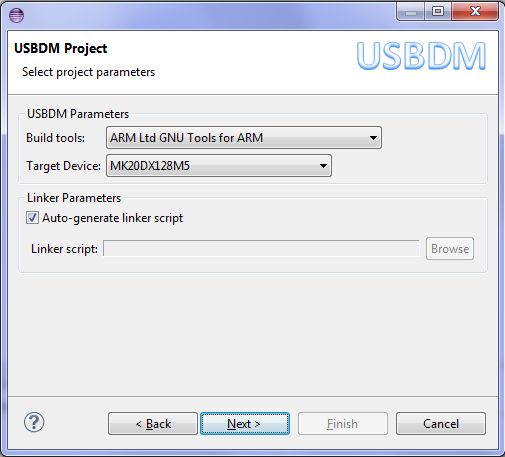 USBDM Project
Select project parameters
USBDM
USBDM Parameters
Build tools: ARM Ltd GNU Tools for ARM
Target Device: MK20DX128M5
Linker Parameters
Auto-generate linker script
Linker script: Browse
? < Back Next > Finish Cancel